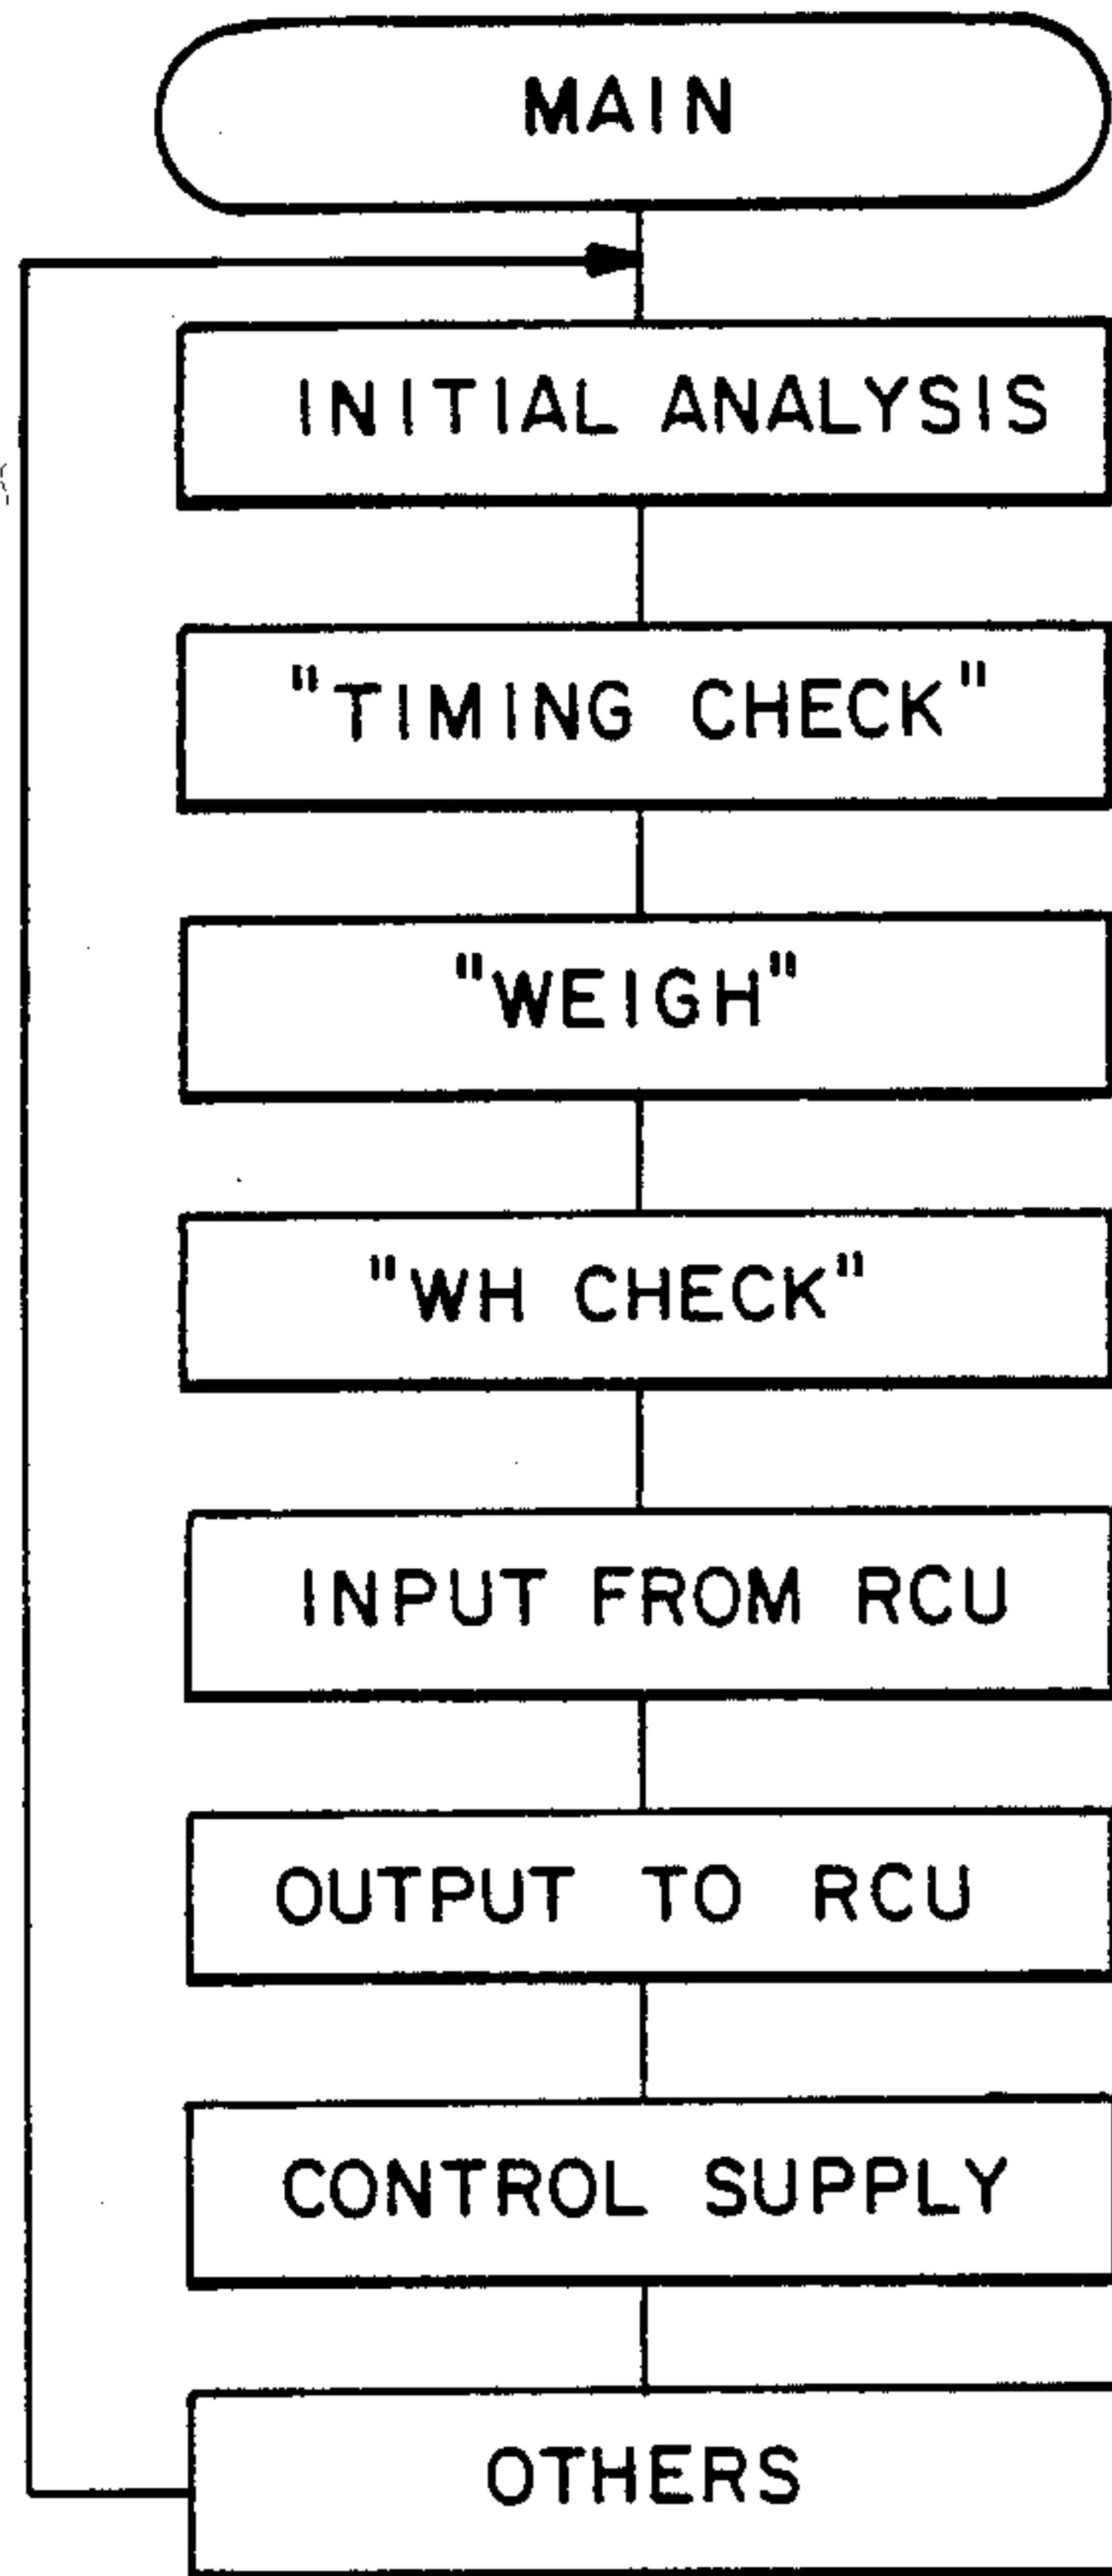 MAIN
INITIAL ANALYSIS
"TIMING CHECK"
"WEIGH"
"WH CHECK"
INPUT FROM RCU
OUTPUT TO RCU
CONTROL SUPPLY
OTHERS